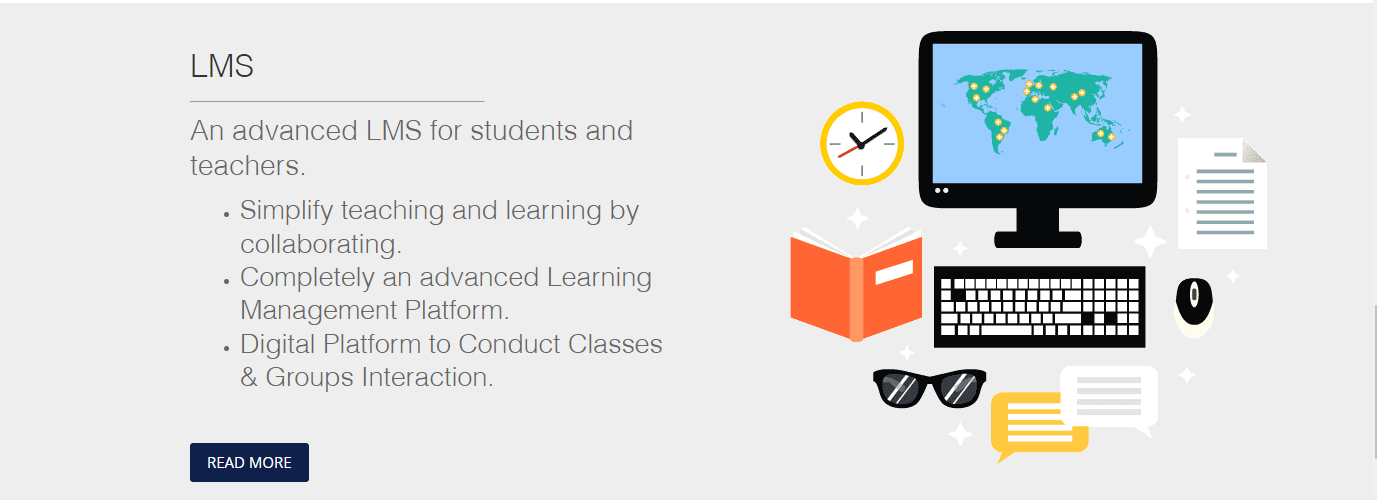 LMS
An advanced LMS for students and
teachers.
Simplify teaching and learning by
collaborating.
Completely an advanced Learning
Management Platform.
Digital Platform to Conduct Classes
& Groups Interaction.
READ MORE